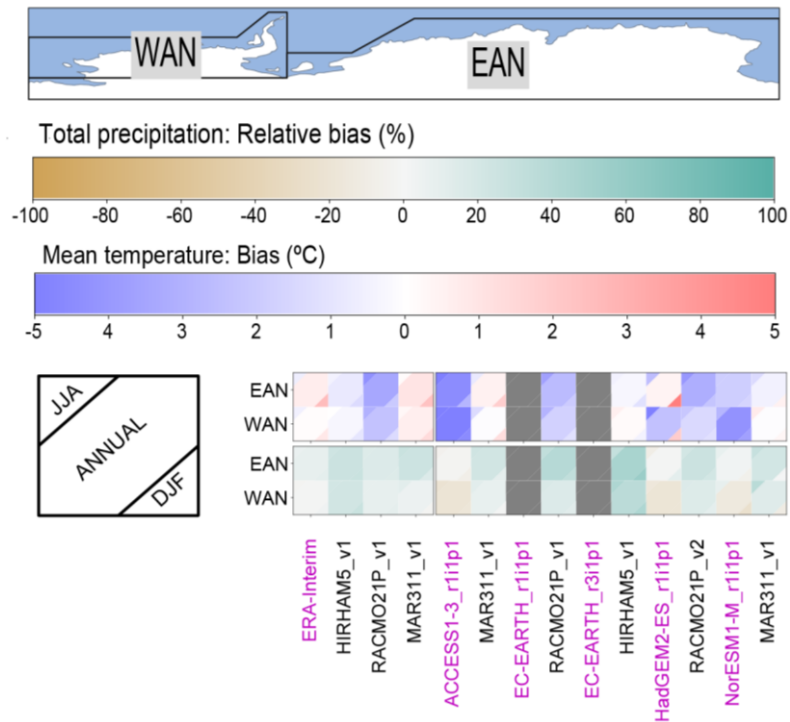 WAN
EAN
Total precipitation: Relative bias (%)
-100 -80 -60 -40 -20 0 20 40 60 80 100
Mean temperature: Bias (ºC)
-5 4 3 2 1 0 1 2 3 4 5
JJA
ANNUAL
DJF
EAN
WAN
EAN
WAN
ERA-Interim
HIRHAM5_v1
RACMO21P_v1
MAR311_v1
ACCESS1-3_r1i1p1
MAR311_v1
EC-EARTH_r1i1p1
RACMO21P_v1
EC-EARTH_r3i1p1
HIRHAM5_v1
HadGEM2-ES_r1i1p1
RACMO21P_v2
NorESM1-M_r1i1p1
MAR311_v1